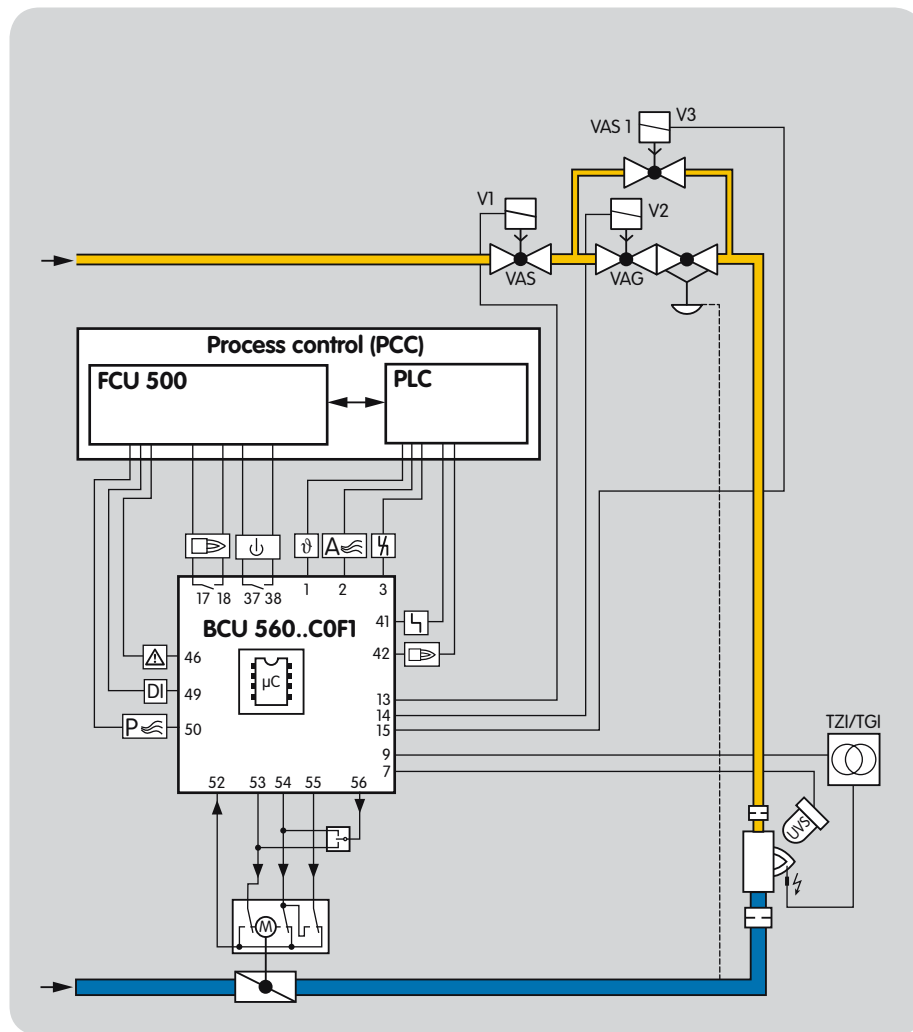 V3
VAS 1
V1
V2
VAS
VAG
Process control (PCC)
FCU 500
PLC
ϑ
A
17 18 37 38 1 2 3
BCU 560..C0F1
41
42
µC
46
DI 49
P 50
13
14
15
9
7
TZI/TGI
52 53 54 55 56
UVS
M